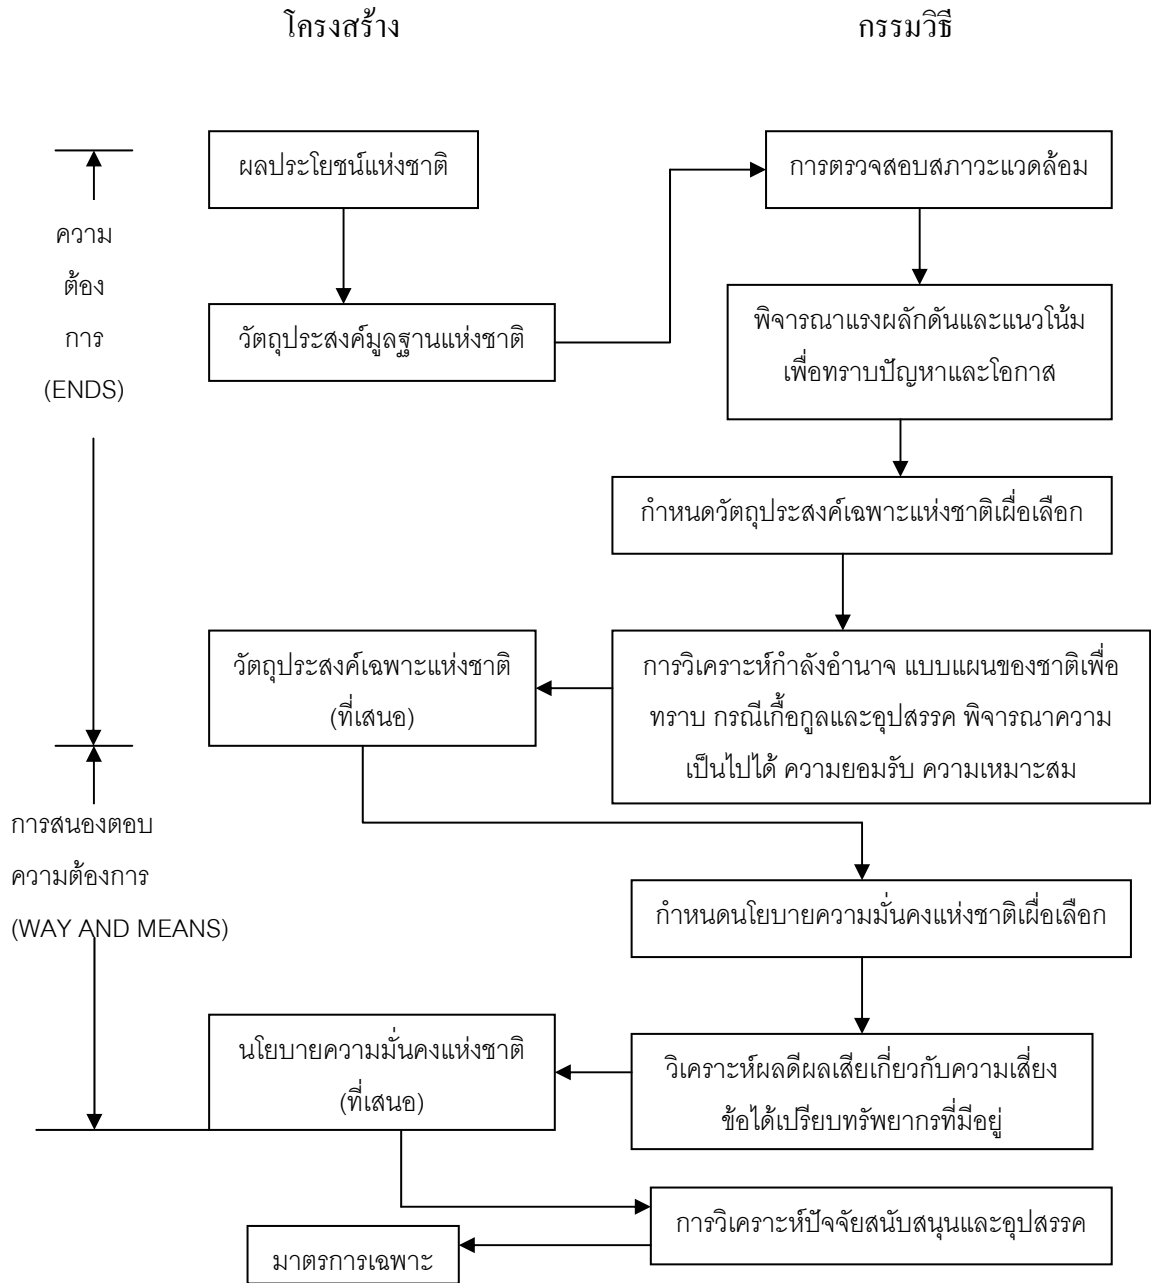 โครงสร้าง
กรรมวิธี
ผลประโยชน์แห่งชาติ
การตรวจสอบสภาวะแวดล้อม
ความ
ต้อง
การ
(ENDS)
วัตถุประสงค์มูลฐานแห่งชาติ
พิจารณาแรงผลักดันและแนวโน้ม
เพื่อทราบปัญหาและโอกาส
กำหนดวัตถุประสงค์เฉพาะแห่งชาติเผื่อเลือก
วัตถุประสงค์เฉพาะแห่งชาติ
(ที่เสนอ)
การวิเคราะห์กำลังอำนาจ แบบแผนของชาติเพื่อ
ทราบ กรณีเกื้อกูลและอุปสรรค พิจารณาความ
เป็นไปได้ ความยอมรับ ความเหมาะสม
การสนองตอบ
ความต้องการ
(WAY AND MEANS)
กำหนดนโยบายความมั่นคงแห่งชาติเผื่อเลือก
นโยบายความมั่นคงแห่งชาติ
(ที่เสนอ)
วิเคราะห์ผลดีผลเสียเกี่ยวกับความเสี่ยง
ข้อได้เปรียบทรัพยากรที่มีอยู่
การวิเคราะห์ปัจจัยสนับสนุนและอุปสรรค
มาตรการเฉพาะ